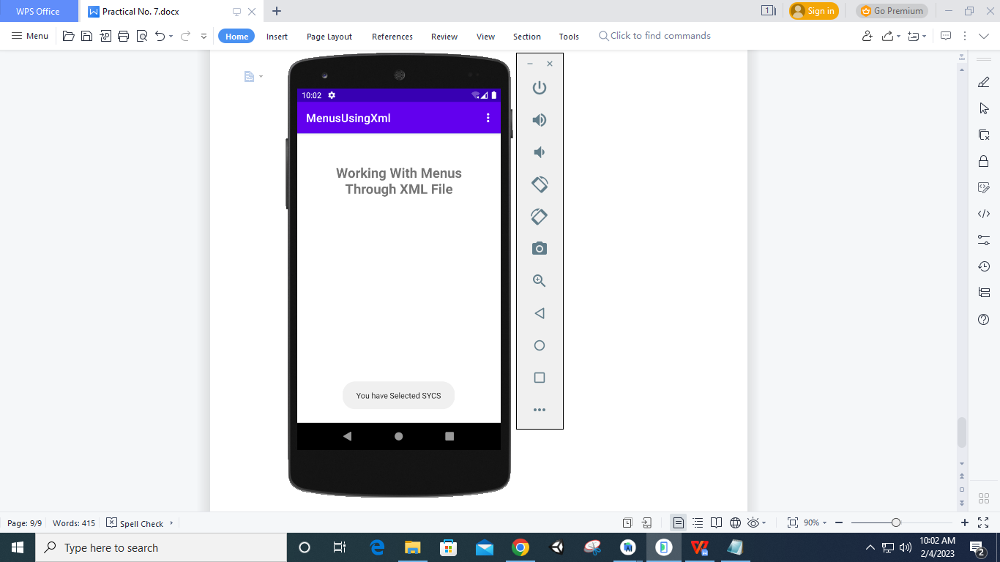 WPS Office
Practical No. 7.docx
1
Sign in
Go Premium
Menu
Home
Insert
Page Layout
References
Review
View
Section
Tools
Click to find commands
10:02
MenusUsingXml
Working With Menus
Through XML File
You have Selected SYCS
Page: 9/9
Words: 415
Spell Check
90%
Type here to search
10:02 AM
2/4/2023
2